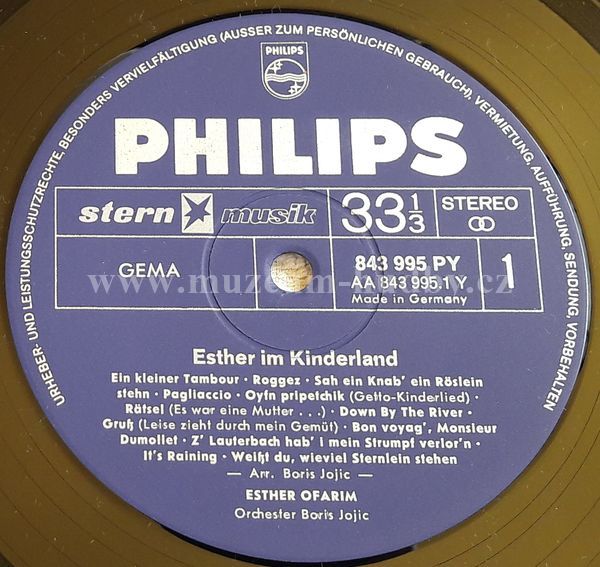 URHEBER- UND LEISTUNGSSCHUTZRECHTE, BESONDERS VERVIELFÄLTIGUNG (AUSSER ZUM PERSÖNLICHEN GEBRAUCH), VERMIETUNG, AUFFÜHRUNG, SENDUNG, VORBEHALTEN
PHILIPS
PHILIPS
stern musik
33 1/3
STEREO
GEMA
843 995 PY
AA 843 995.1 Y
Made in Germany
1
www.muzeum-hudby.cz
Esther im Kinderland
Ein kleiner Tambour · Roggez · Sah ein Knab' ein Röslein
stehn · Pagliaccio · Oyfn pripetchik (Getto-Kinderlied) ·
Rätsel (Es war eine Mutter . . .) · Down By The River ·
Gruß (Leise zieht durch mein Gemüt) · Bon voyag', Monsieur
Dumollet · Z' Lauterbach hab' i mein Strumpf verlor'n ·
It's Raining · Weißt du, wieviel Sternlein stehen
— Arr. Boris Jojic —
ESTHER OFARIM
Orchester Boris Jojic